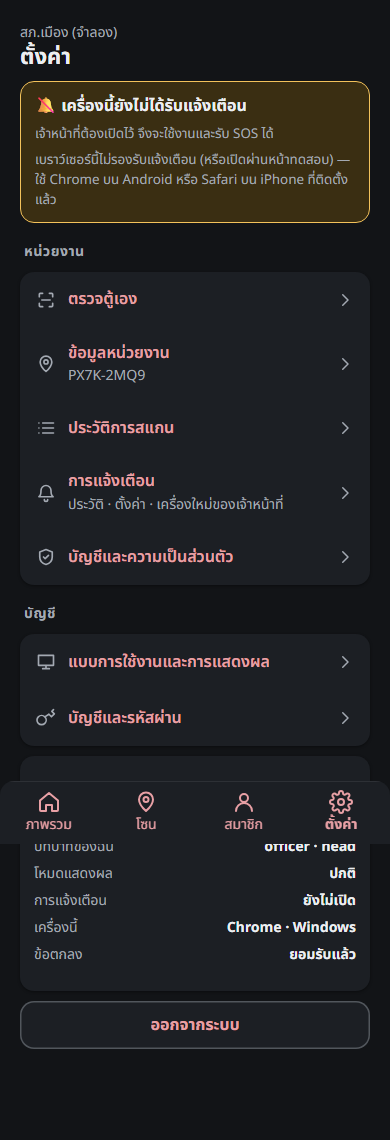 สภ.เมือง (จำลอง)
ตั้งค่า
เครื่องนี้ยังไม่ได้รับแจ้งเตือน
เจ้าหน้าที่ต้องเปิดไว้ จึงจะใช้งานและรับ SOS ได้
เบราว์เซอร์นี้ไม่รองรับแจ้งเตือน (หรือเปิดผ่านหน้าทดสอบ) —
ใช้ Chrome บน Android หรือ Safari บน iPhone ที่ติดตั้ง
แล้ว
หน่วยงาน
ตรวจตู้เอง
ข้อมูลหน่วยงาน
PX7K-2MQ9
ประวัติการสแกน
การแจ้งเตือน
ประวัติ · ตั้งค่า · เครื่องใหม่ของเจ้าหน้าที่
บัญชีและความเป็นส่วนตัว
บัญชี
แบบการใช้งานและการแสดงผล
บัญชีและรหัสผ่าน
ภาพรวม โซน สมาชิก ตั้งค่า
บทบาทของฉัน officer · head
โหมดแสดงผล ปกติ
การแจ้งเตือน ยังไม่เปิด
เครื่องนี้ Chrome · Windows
ข้อตกลง ยอมรับแล้ว
ออกจากระบบ